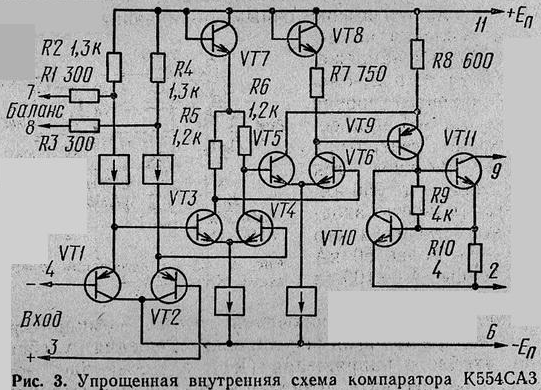 11 +Eп
VT7
VT8
R2 1,3к
R1 300
7
Баланс
8
R3 300
R4
1,3к
R5
1,2к
R6
1,2к
R7 750
R8 600
VT5
VT6
VT9
VT11
9
VT3
VT4
R9
4к
VT10
R10
4
2
VT1
4
−
Вход
+ 3
VT2
6
−Eп
Рис. 3. Упрощенная внутренняя схема компаратора К554СА3